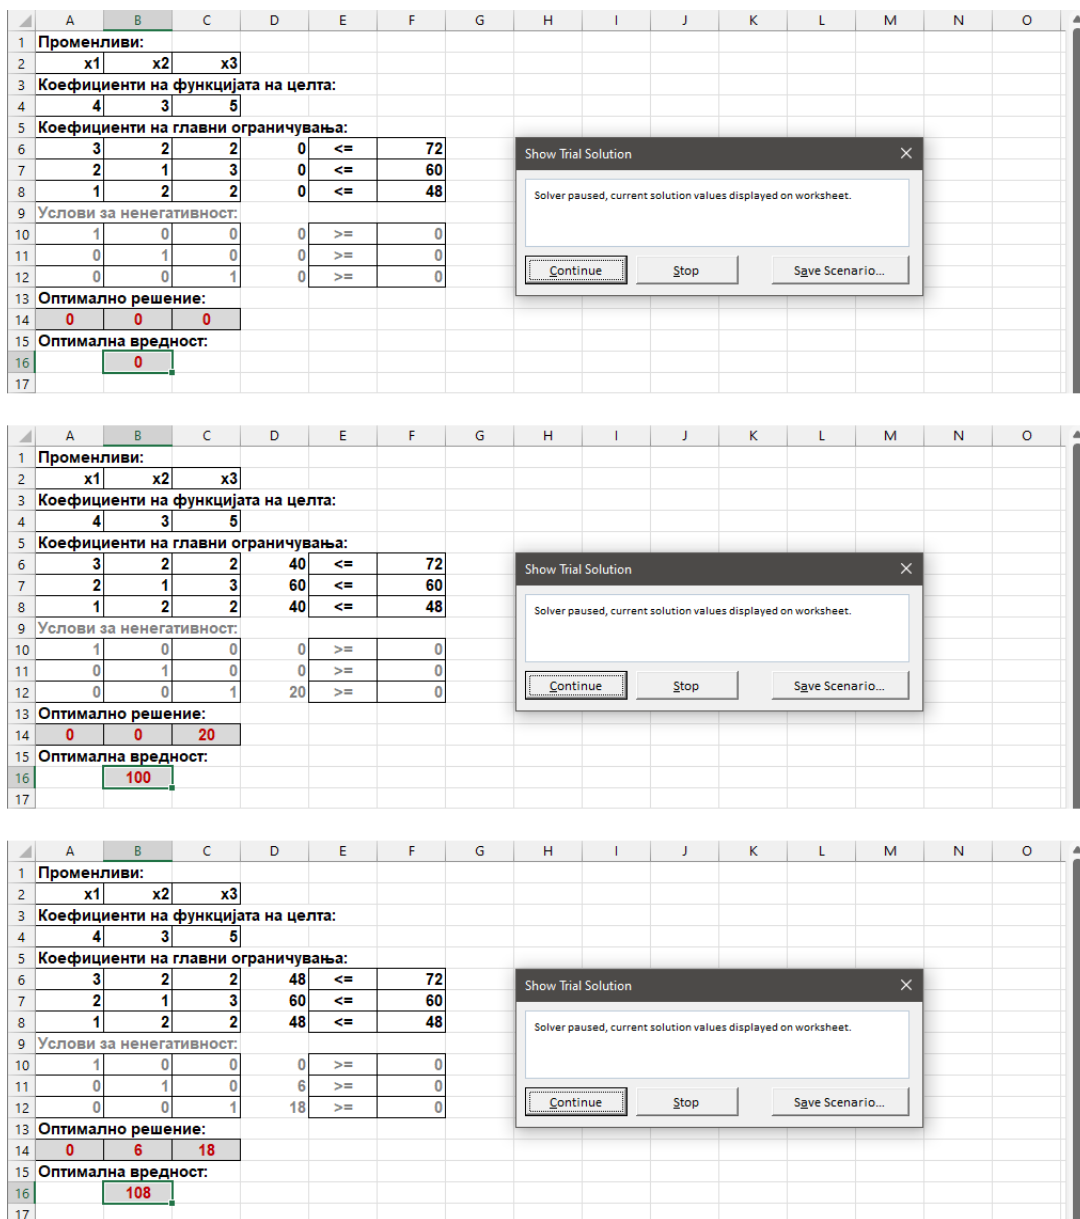 A B C D E F G H I J K L M N O
1 Променливи:
2 x1 x2 x3
3 Коефициенти на функцијата на целта:
4 4 3 5
5 Коефициенти на главни ограничувања:
6 3 2 2 0 <= 72
7 2 1 3 0 <= 60
8 1 2 2 0 <= 48
9 Услови за ненегативност:
10 1 0 0 0 >= 0
11 0 1 0 0 >= 0
12 0 0 1 0 >= 0
13 Оптимално решение:
14 0 0 0
15 Оптимална вредност:
16 0
17
Show Trial Solution
Solver paused, current solution values displayed on worksheet.
Continue Stop Save Scenario...
A B C D E F G H I J K L M N O
1 Променливи:
2 x1 x2 x3
3 Коефициенти на функцијата на целта:
4 4 3 5
5 Коефициенти на главни ограничувања:
6 3 2 2 40 <= 72
7 2 1 3 60 <= 60
8 1 2 2 40 <= 48
9 Услови за ненегативност:
10 1 0 0 0 >= 0
11 0 1 0 0 >= 0
12 0 0 1 20 >= 0
13 Оптимално решение:
14 0 0 20
15 Оптимална вредност:
16 100
17
Show Trial Solution
Solver paused, current solution values displayed on worksheet.
Continue Stop Save Scenario...
A B C D E F G H I J K L M N O
1 Променливи:
2 x1 x2 x3
3 Коефициенти на функцијата на целта:
4 4 3 5
5 Коефициенти на главни ограничувања:
6 3 2 2 48 <= 72
7 2 1 3 60 <= 60
8 1 2 2 48 <= 48
9 Услови за ненегативност:
10 1 0 0 0 >= 0
11 0 1 0 6 >= 0
12 0 0 1 18 >= 0
13 Оптимално решение:
14 0 6 18
15 Оптимална вредност:
16 108
17
Show Trial Solution
Solver paused, current solution values displayed on worksheet.
Continue Stop Save Scenario...